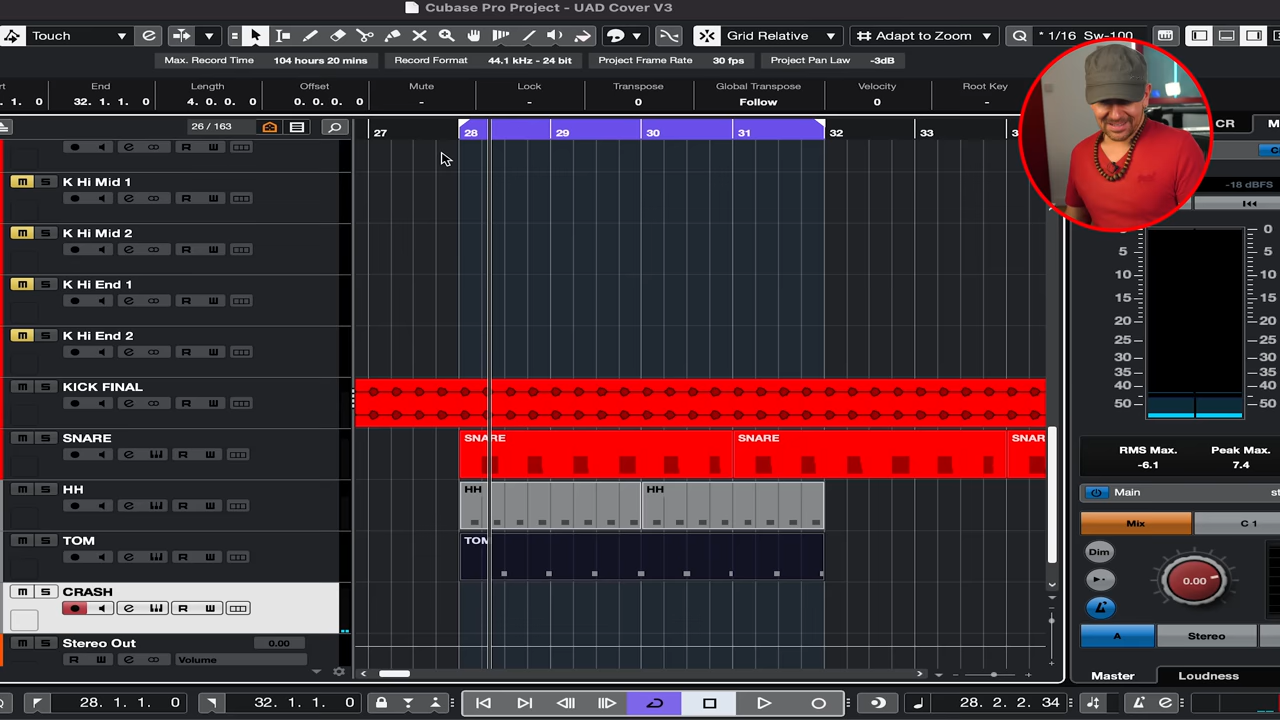 Cubase Pro Project - UAD Cover V3
Touch
Grid Relative
Adapt to Zoom
* 1/16 Sw-100
Max. Record Time 104 hours 20 mins
Record Format 44.1 kHz - 24 bit
Project Frame Rate 30 fps
Project Pan Law -3dB
End Length Offset Mute Lock Transpose Global Transpose Velocity Root Key
1. 0 32. 1. 1. 0 4. 0. 0. 0 0. 0. 0. 0 - - 0 Follow 0 -
26 / 163
27 28 29 30 31 32 33
CR
-18 dBFS
m S K Hi Mid 1
R W
m S K Hi Mid 2
R W
m S K Hi End 1
R W
m S K Hi End 2
R W
m S KICK FINAL
R W
m S SNARE
R W
SNARE SNARE SNAR
m S HH
R W
HH HH
m S TOM
R W
TOM
m S CRASH
R W
Stereo Out 0.00
R W Volume
0
5 5
10 10
15 15
20 20
25 25
30 30
35 35
40 40
50 50
RMS Max. Peak Max.
-6.1 7.4
Main st
Mix C 1
Dim
0.00
A Stereo
Master Loudness
28. 1. 1. 0 32. 1. 1. 0 28. 2. 2. 34